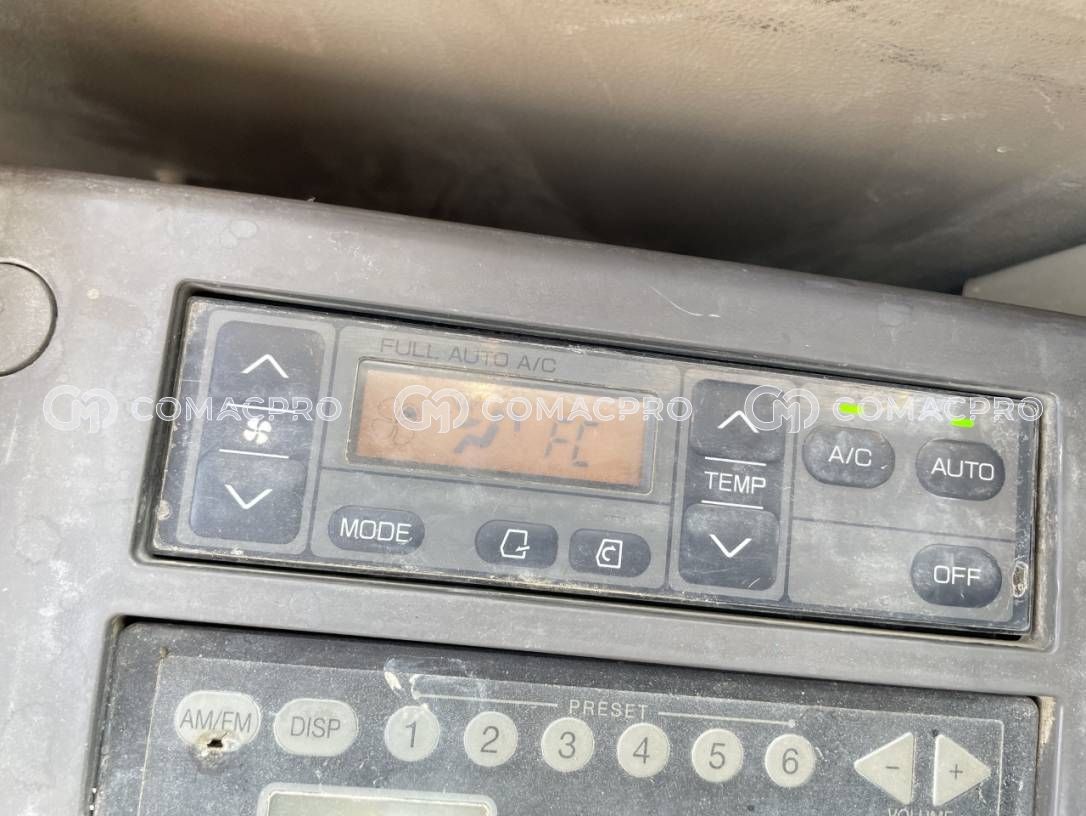 FULL AUTO A/C
COMACPRO COMACPRO COMACPRO
A/C
AUTO
TEMP
MODE
OFF
PRESET
AM/FM DISP 1 2 3 4 5 6 - +
VOLUME